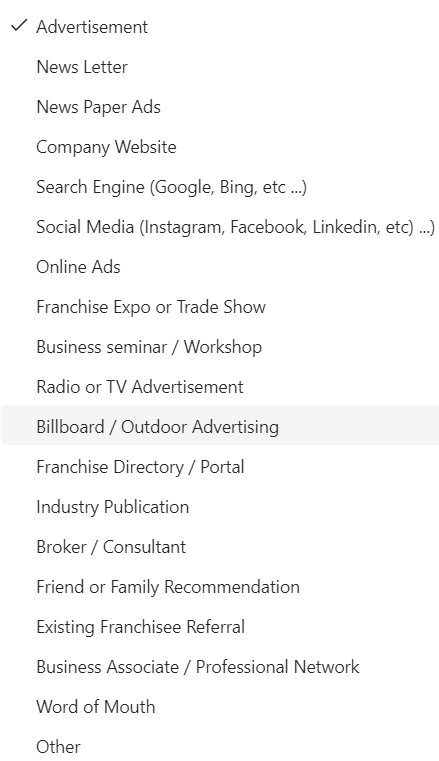 Advertisement
News Letter
News Paper Ads
Company Website
Search Engine (Google, Bing, etc ...)
Social Media (Instagram, Facebook, Linkedin, etc) ...)
Online Ads
Franchise Expo or Trade Show
Business seminar / Workshop
Radio or TV Advertisement
Billboard / Outdoor Advertising
Franchise Directory / Portal
Industry Publication
Broker / Consultant
Friend or Family Recommendation
Existing Franchisee Referral
Business Associate / Professional Network
Word of Mouth
Other